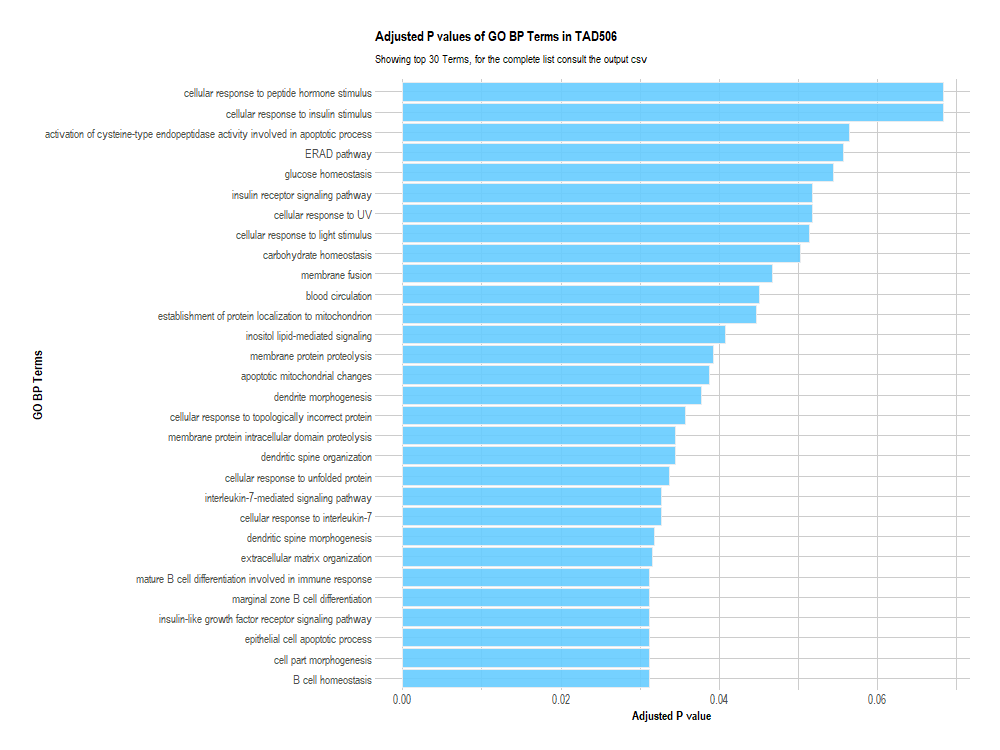 Adjusted P values of GO BP Terms in TAD506
Showing top 30 Terms, for the complete list consult the output csv
cellular response to peptide hormone stimulus
cellular response to insulin stimulus
activation of cysteine-type endopeptidase activity involved in apoptotic process
ERAD pathway
glucose homeostasis
insulin receptor signaling pathway
cellular response to UV
cellular response to light stimulus
carbohydrate homeostasis
membrane fusion
blood circulation
establishment of protein localization to mitochondrion
inositol lipid-mediated signaling
membrane protein proteolysis
apoptotic mitochondrial changes
dendrite morphogenesis
cellular response to topologically incorrect protein
membrane protein intracellular domain proteolysis
dendritic spine organization
cellular response to unfolded protein
interleukin-7-mediated signaling pathway
cellular response to interleukin-7
dendritic spine morphogenesis
extracellular matrix organization
mature B cell differentiation involved in immune response
marginal zone B cell differentiation
insulin-like growth factor receptor signaling pathway
epithelial cell apoptotic process
cell part morphogenesis
B cell homeostasis
GO BP Terms
0.00 0.02 0.04 0.06
Adjusted P value